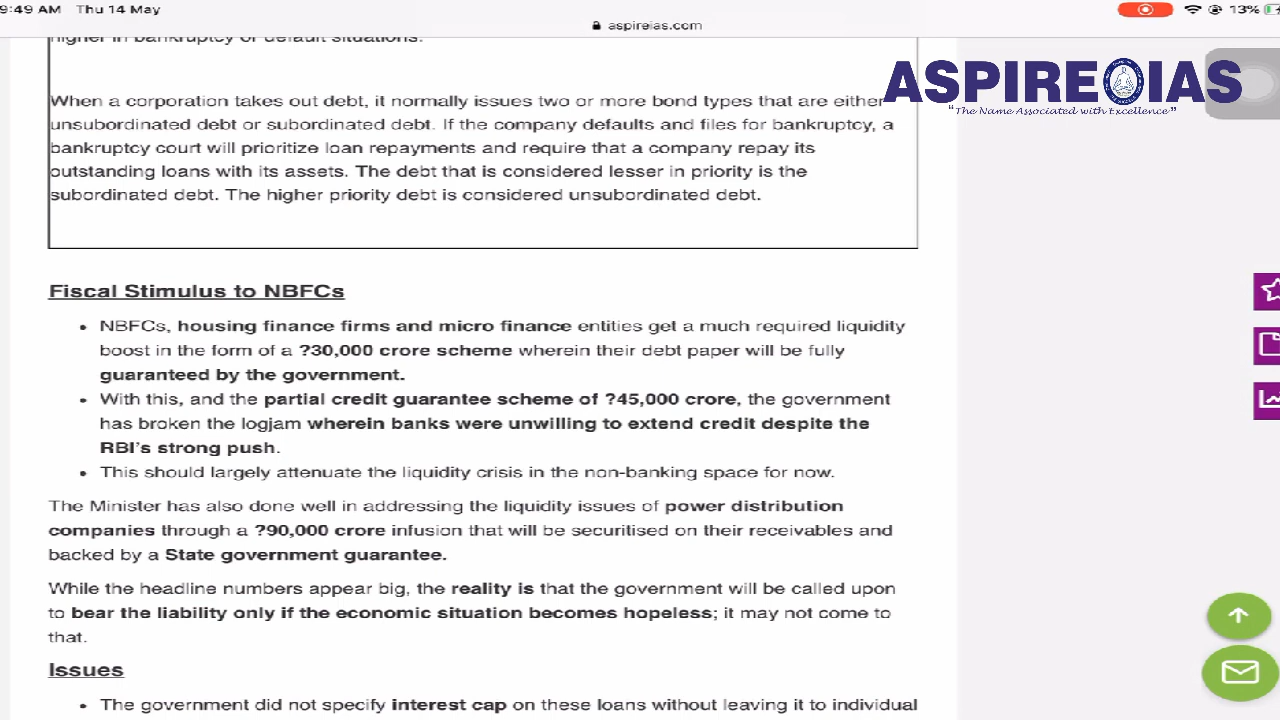 9:49 AM Thu 14 May
13%
aspireias.com
higher in bankruptcy or default situations.
ASPIRE IAS
"The Name Associated with Excellence"
When a corporation takes out debt, it normally issues two or more bond types that are either
unsubordinated debt or subordinated debt. If the company defaults and files for bankruptcy, a
bankruptcy court will prioritize loan repayments and require that a company repay its
outstanding loans with its assets. The debt that is considered lesser in priority is the
subordinated debt. The higher priority debt is considered unsubordinated debt.
Fiscal Stimulus to NBFCs
• NBFCs, housing finance firms and micro finance entities get a much required liquidity
boost in the form of a ?30,000 crore scheme wherein their debt paper will be fully
guaranteed by the government.
• With this, and the partial credit guarantee scheme of ?45,000 crore, the government
has broken the logjam wherein banks were unwilling to extend credit despite the
RBI's strong push.
• This should largely attenuate the liquidity crisis in the non-banking space for now.
The Minister has also done well in addressing the liquidity issues of power distribution
companies through a ?90,000 crore infusion that will be securitised on their receivables and
backed by a State government guarantee.
While the headline numbers appear big, the reality is that the government will be called upon
to bear the liability only if the economic situation becomes hopeless; it may not come to
that.
Issues
• The government did not specify interest cap on these loans without leaving it to individual